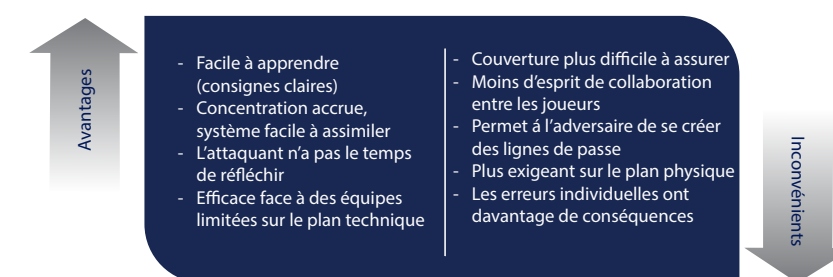 Avantages
- Facile à apprendre
(consignes claires)
- Concentration accrue,
système facile à assimiler
- L’attaquant n’a pas le temps
de réfléchir
- Efficace face à des équipes
limitées sur le plan technique
- Couverture plus difficile à assurer
- Moins d’esprit de collaboration
entre les joueurs
- Permet á l’adversaire de se créer
des lignes de passe
- Plus exigeant sur le plan physique
- Les erreurs individuelles ont
davantage de conséquences
Inconvénients